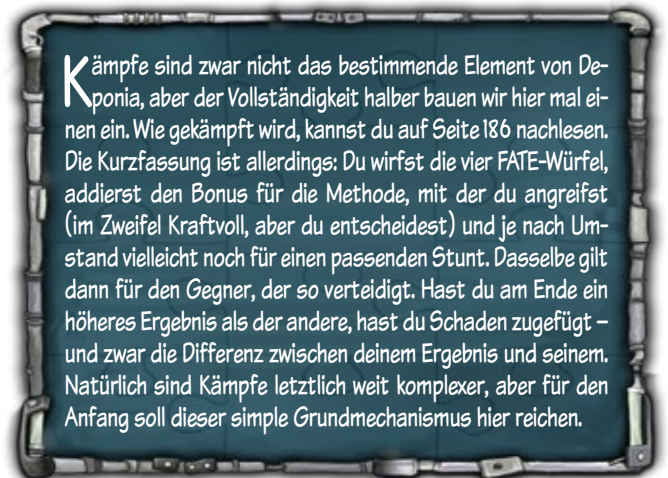 Kämpfe sind zwar nicht das bestimmende Element von De-
ponia, aber der Vollständigkeit halber bauen wir hier mal ei-
nen ein. Wie gekämpft wird, kannst du auf Seite 186 nachlesen.
Die Kurzfassung ist allerdings: Du wirfst die vier FATE-Würfel,
addierst den Bonus für die Methode, mit der du angreifst
(im Zweifel Kraftvoll, aber du entscheidest) und je nach Um-
stand vielleicht noch für einen passenden Stunt. Dasselbe gilt
dann für den Gegner, der so verteidigt. Hast du am Ende ein
höheres Ergebnis als der andere, hast du Schaden zugefügt –
und zwar die Differenz zwischen deinem Ergebnis und seinem.
Natürlich sind Kämpfe letztlich weit komplexer, aber für den
Anfang soll dieser simple Grundmechanismus hier reichen.